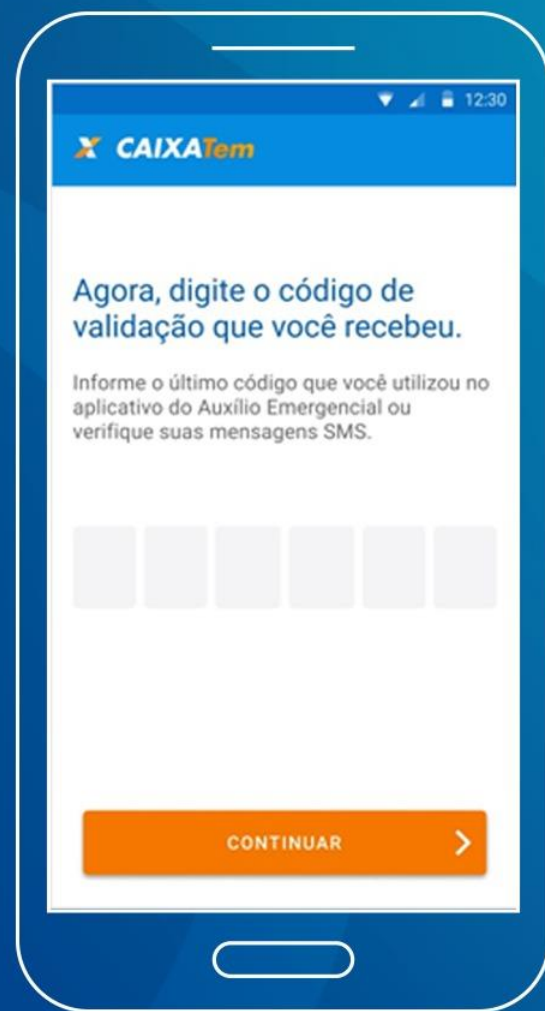 12:30
X CAIXATem
Agora, digite o código de
validação que você recebeu.
Informe o último código que você utilizou no
aplicativo do Auxílio Emergencial ou
verifique suas mensagens SMS.
CONTINUAR